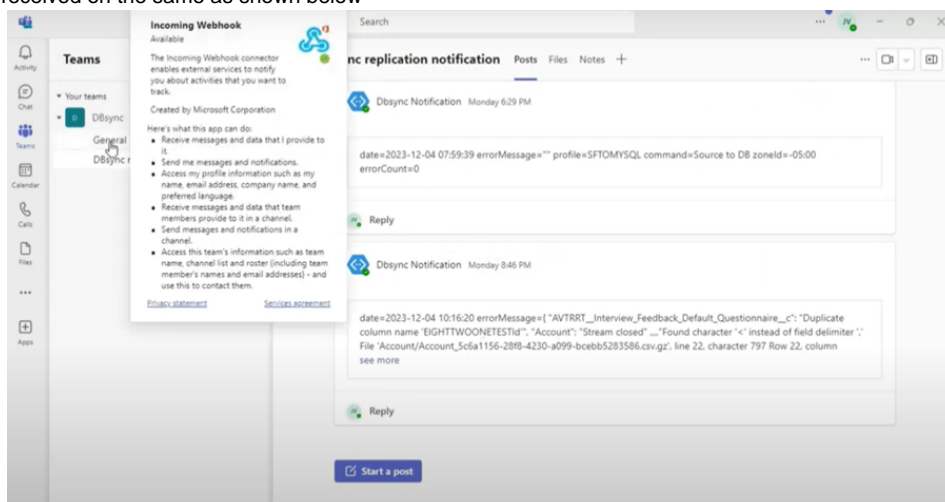 received on the same as shown below
Search
Activity
Chat
Teams
Calendar
Calls
Files
Apps
Teams
Your teams
DBsync
General
DBsync r
Incoming Webhook
Available
The Incoming Webhook connector
enables external services to notify
you about activities that you want to
track.
Created by Microsoft Corporation
Here's what this app can do:
Receive messages and data that I provide to
it.
Send me messages and notifications.
Access my profile information such as my
name, email address, company name, and
preferred language.
Receive messages and data that team
members provide to it in a channel.
Send messages and notifications in a
channel.
Access this team's information such as team
name, channel list and roster (including team
member's names and email addresses) - and
use this to contact them.
Privacy statement Services agreement
nc replication notification Posts Files Notes
Dbsync Notification Monday 6:29 PM
date=2023-12-04 07:59:39 errorMessage="" profile=SFTOMYSQL command=Source to DB zoneId=-05:00
errorCount=0
Reply
Dbsync Notification Monday 8:46 PM
date=2023-12-04 10:16:20 errorMessage={ "AVTRRT__Interview_Feedback_Default_Questionnaire__c": "Duplicate
column name 'EIGHTTWOONETESTId'", "Account": "Stream closed" ,,,,"Found character '<' instead of field delimiter ','
File 'Account/Account_5c6a1156-28f8-4230-a099-bcebb5283586.csv.gz', line 22, character 797 Row 22, column
see more
Reply
Start a post